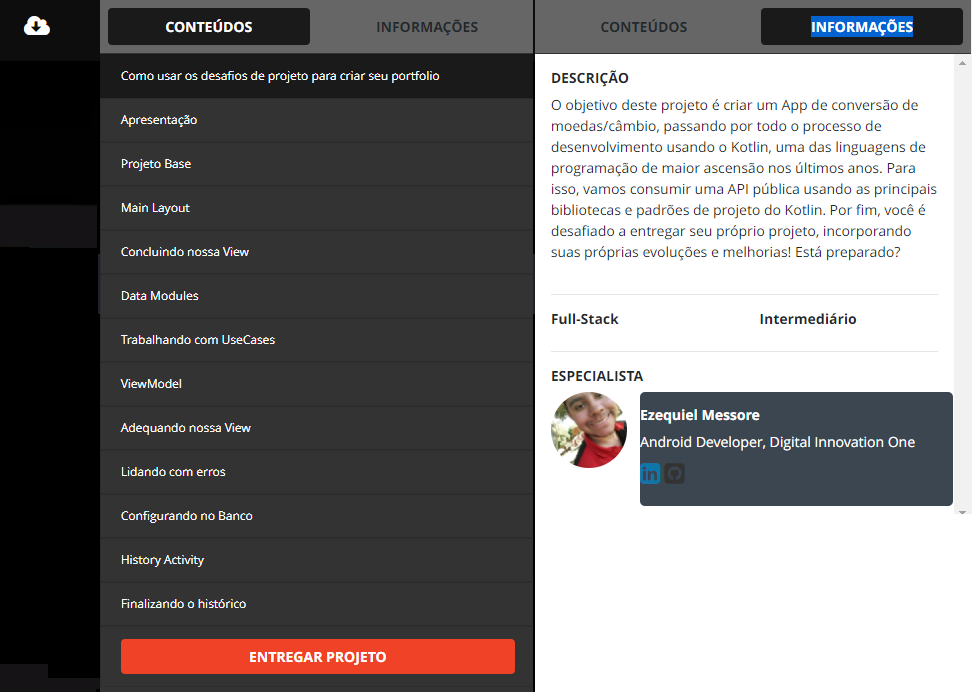 CONTEÚDOS
INFORMAÇÕES
Como usar os desafios de projeto para criar seu portfolio
Apresentação
Projeto Base
Main Layout
Concluindo nossa View
Data Modules
Trabalhando com UseCases
ViewModel
Adequando nossa View
Lidando com erros
Configurando no Banco
History Activity
Finalizando o histórico
ENTREGAR PROJETO
CONTEÚDOS
INFORMAÇÕES
DESCRIÇÃO
O objetivo deste projeto é criar um App de conversão de
moedas/câmbio, passando por todo o processo de
desenvolvimento usando o Kotlin, uma das linguagens de
programação de maior ascensão nos últimos anos. Para
isso, vamos consumir uma API pública usando as principais
bibliotecas e padrões de projeto do Kotlin. Por fim, você é
desafiado a entregar seu próprio projeto, incorporando
suas próprias evoluções e melhorias! Está preparado?
Full-Stack
Intermediário
ESPECIALISTA
Ezequiel Messore
Android Developer, Digital Innovation One
in